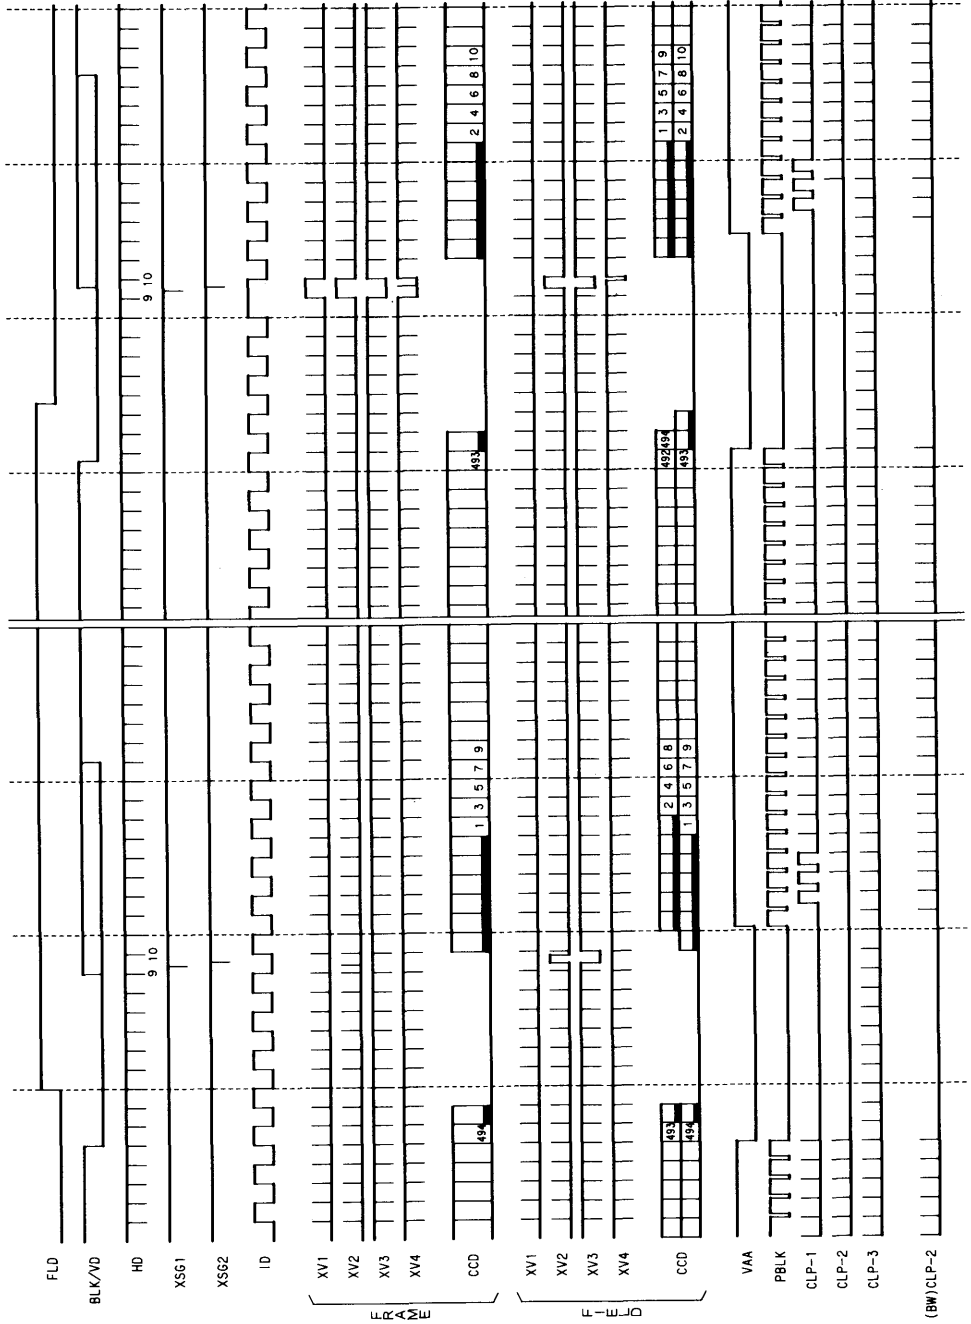 FLD
BLK/VD
HD
9 10
9 10
XSG1
XSG2
ID
FRAME
XV1
XV2
XV3
XV4
CCD
494
1 3 5 7 9
493
2 4 6 8 10
FIELD
XV1
XV2
XV3
XV4
CCD
493
2 4 6 8
492 494
1 3 5 7 9
494
1 3 5 7 9
493
2 4 6 8 10
VAA
PBLK
CLP-1
CLP-2
CLP-3
(BW)CLP-2